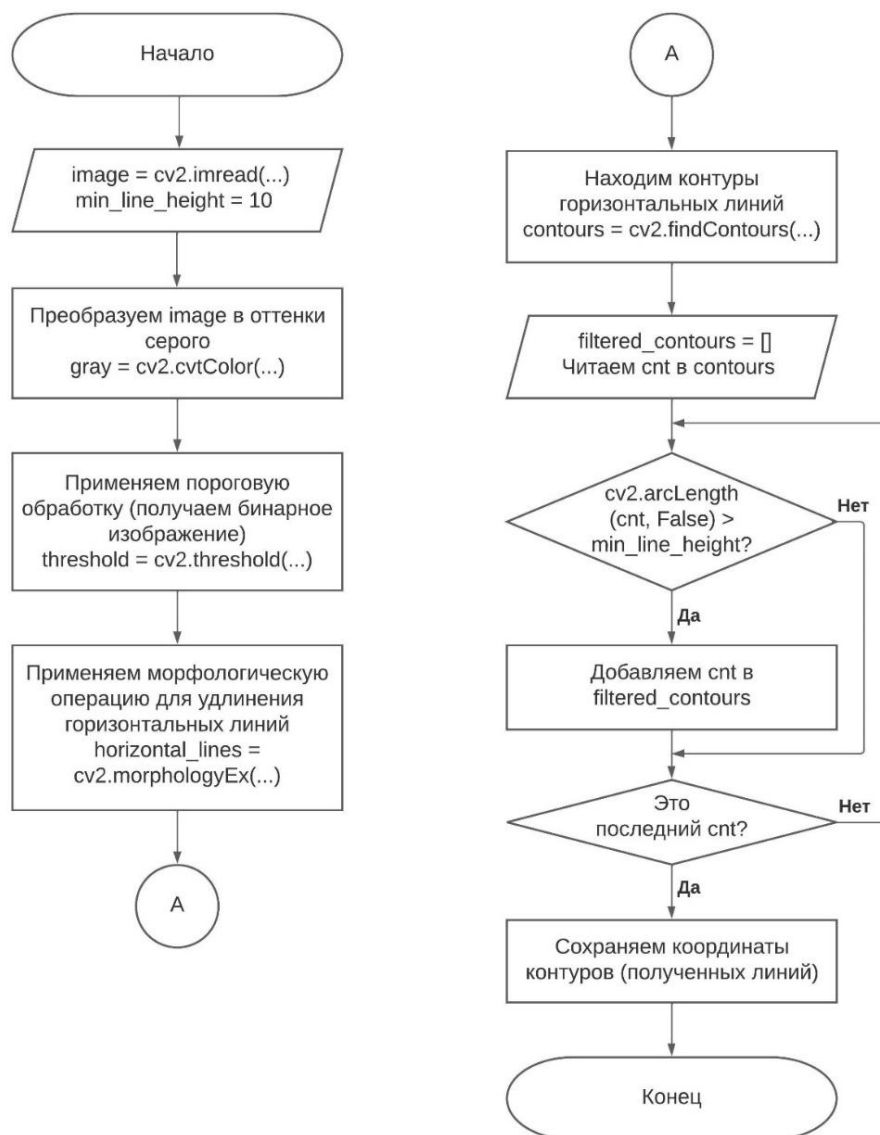 Начало
image = cv2.imread(...)
min_line_height = 10
Преобразуем image в оттенки
серого
gray = cv2.cvtColor(...)
Применяем пороговую
обработку (получаем бинарное
изображение)
threshold = cv2.threshold(...)
Применяем морфологическую
операцию для удлинения
горизонтальных линий
horizontal_lines =
cv2.morphologyEx(...)
А
А
Находим контуры
горизонтальных линий
contours = cv2.findContours(...)
filtered_contours = []
Читаем cnt в contours
cv2.arcLength
(cnt, False) >
min_line_height?
Нет
Да
Добавляем cnt в
filtered_contours
Это
последний cnt?
Нет
Да
Сохраняем координаты
контуров (полученных линий)
Конец